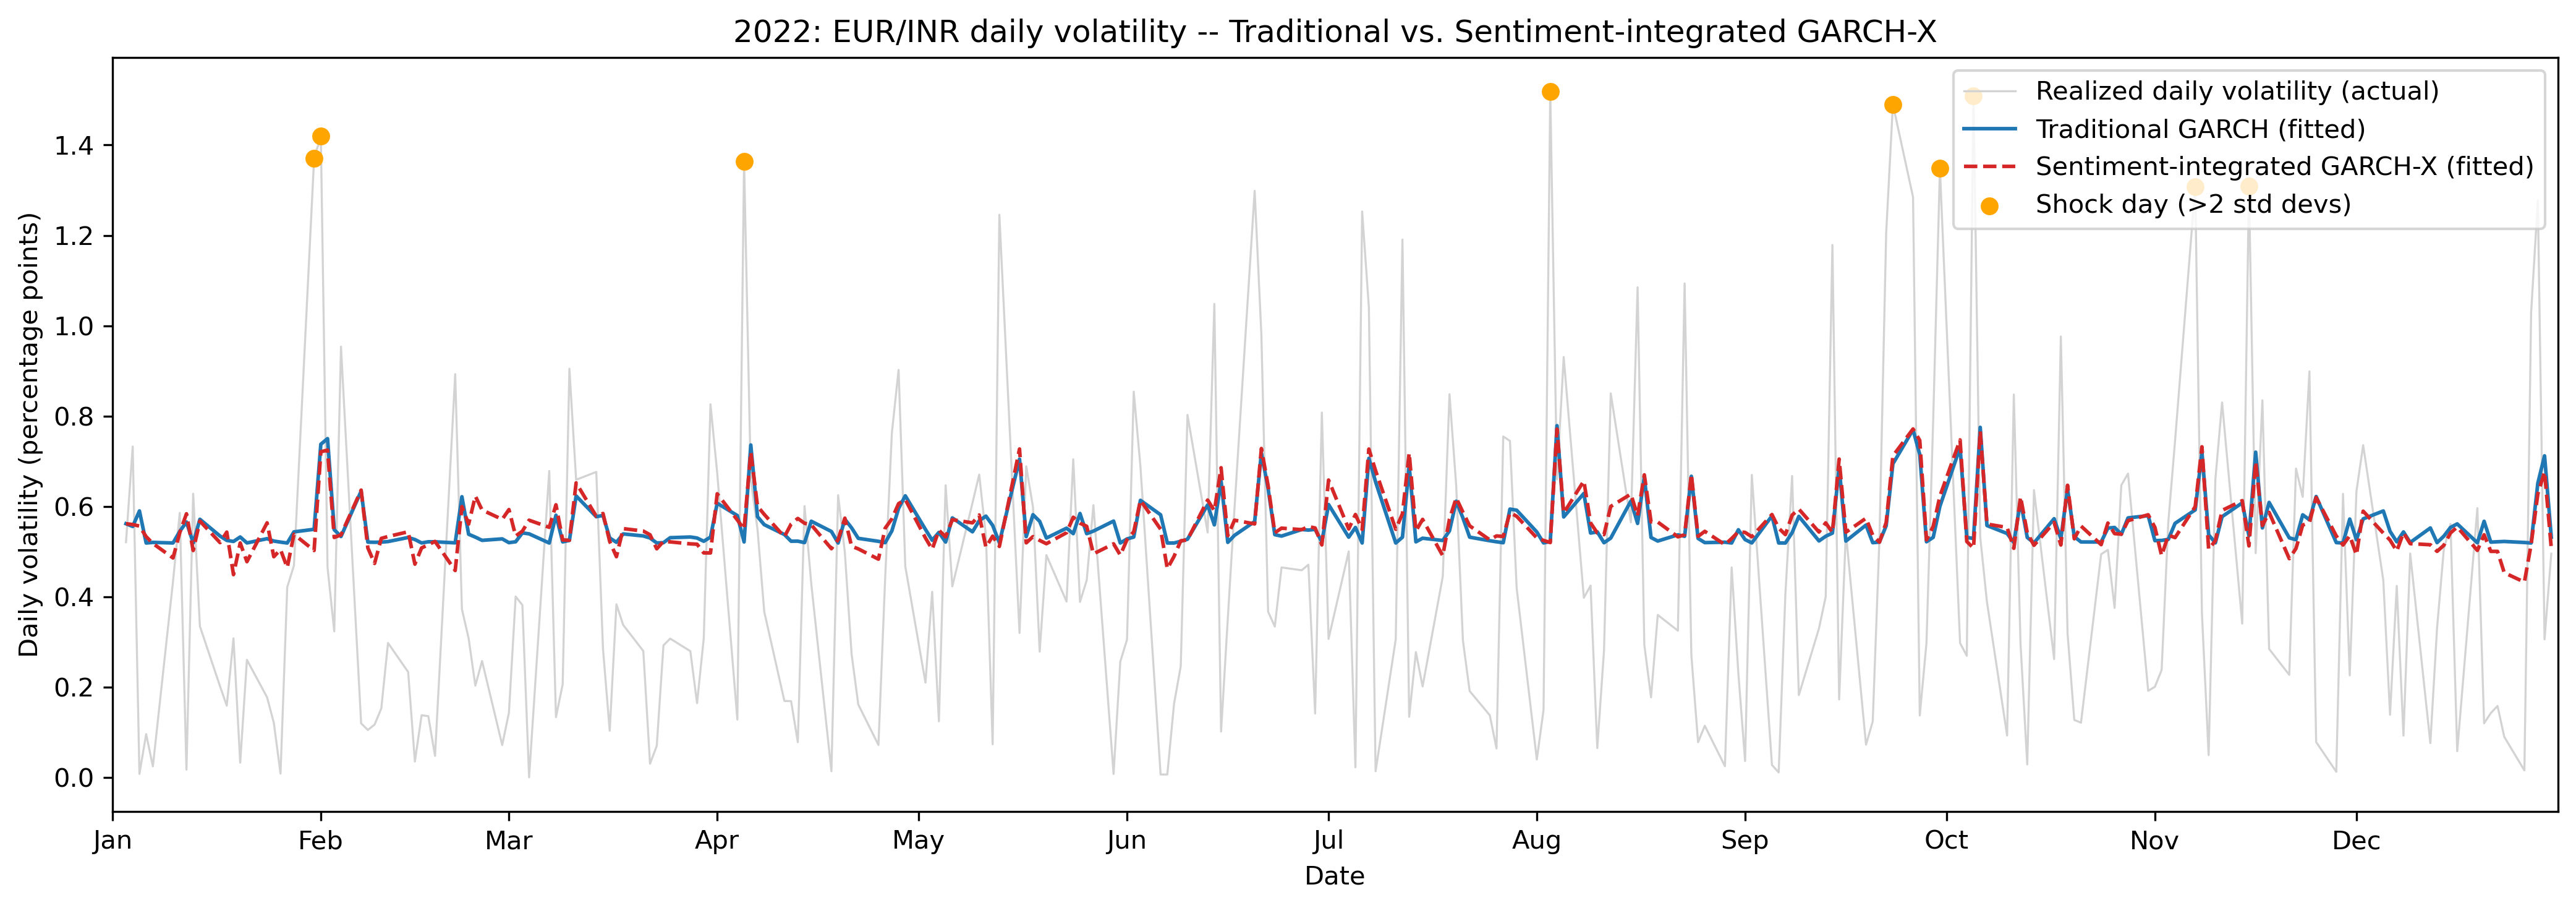 2022: EUR/INR daily volatility -- Traditional vs. Sentiment-integrated GARCH-X
Realized daily volatility (actual)
Traditional GARCH (fitted)
Sentiment-integrated GARCH-X (fitted)
Shock day (>2 std devs)
Daily volatility (percentage points)
1.4
1.2
1.0
0.8
0.6
0.4
0.2
0.0
Jan Feb Mar Apr May Jun Jul Aug Sep Oct Nov Dec
Date